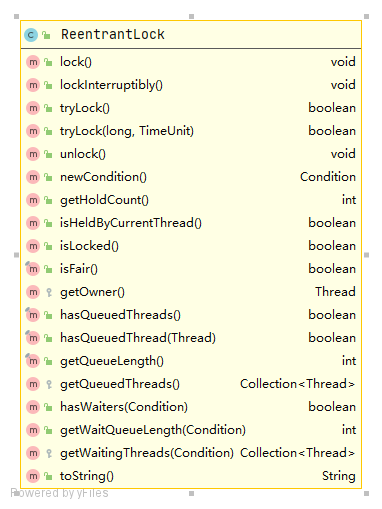 ReentrantLock
lock() void
lockInterruptibly() void
tryLock() boolean
tryLock(long, TimeUnit) boolean
unlock() void
newCondition() Condition
getHoldCount() int
isHeldByCurrentThread() boolean
isLocked() boolean
isFair() boolean
getOwner() Thread
hasQueuedThreads() boolean
hasQueuedThread(Thread) boolean
getQueueLength() int
getQueuedThreads() Collection<Thread>
hasWaiters(Condition) boolean
getWaitQueueLength(Condition) int
getWaitingThreads(Condition) Collection<Thread>
toString() String
Powered by yFiles